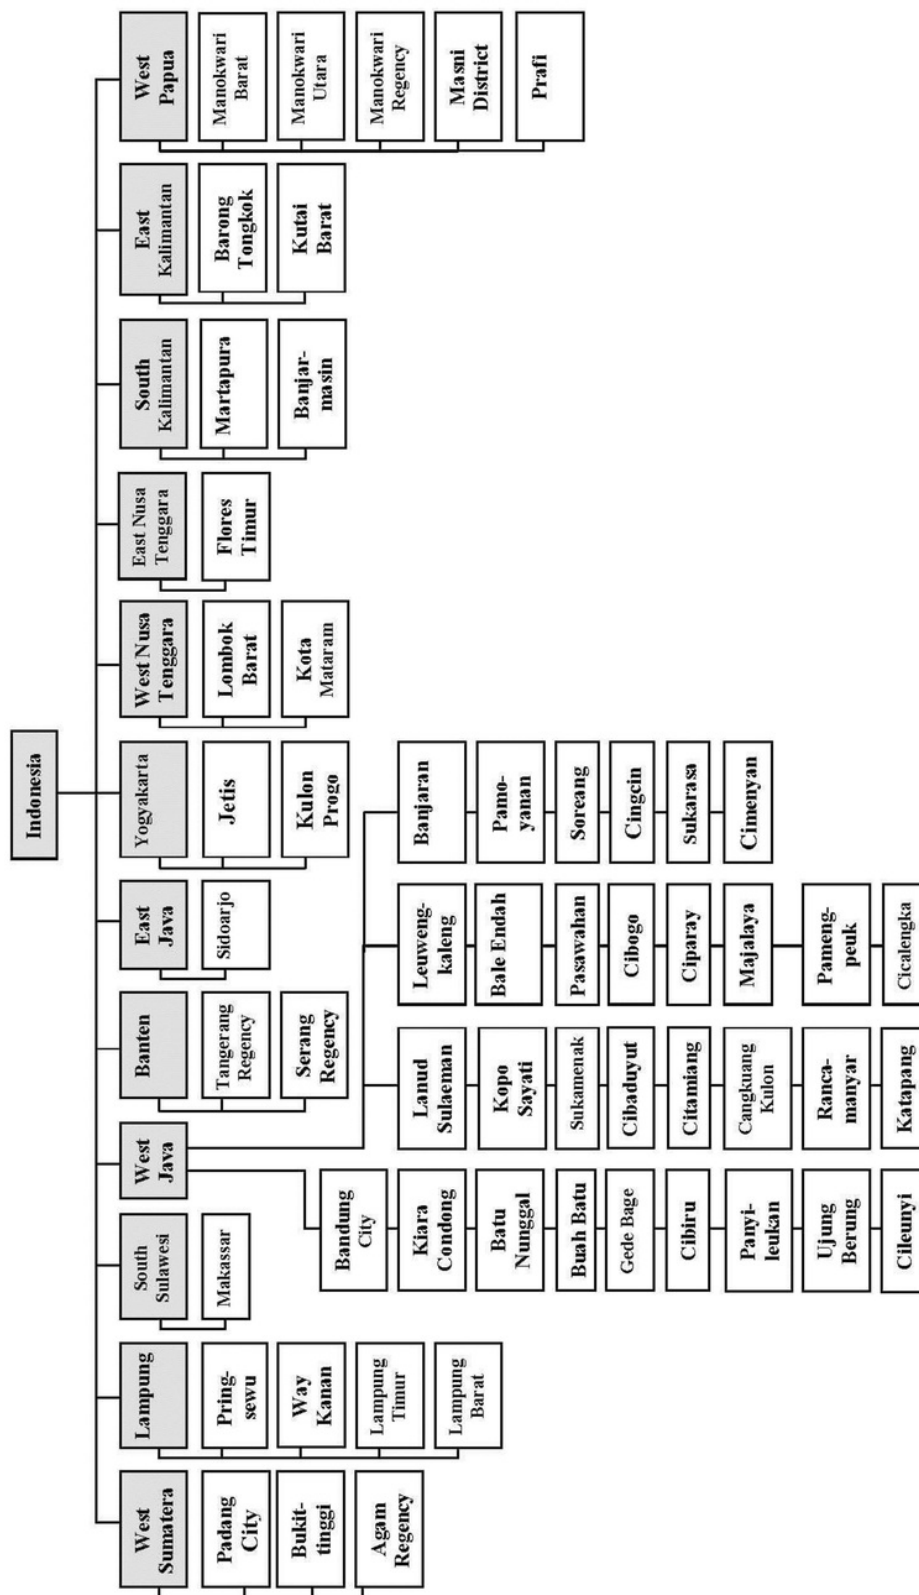 Indonesia
West
Sumatera
Padang
City
Bukit-
tinggi
Agam
Regency
Lampung
Pring-
sewu
Way
Kanan
Lampung
Timur
Lampung
Barat
South
Sulawesi
Makassar
West
Java
Bandung
City
Kiara
Condong
Batu
Nunggal
Buah Batu
Gede Bage
Cibiru
Panyi-
leukan
Ujung
Berung
Cileunyi
Lanud
Sulaeman
Kopo
Sayati
Sukamenak
Cibaduyut
Citamiang
Cangkuang
Kulon
Ranca-
manyar
Katapang
Leuweng-
kaleng
Bale Endah
Pasawahan
Cibogo
Ciparay
Majalaya
Pameng-
peuk
Cicalengka
Banjaran
Pamo-
yanan
Soreang
Cingcin
Sukarasa
Cimenyan
Banten
Tangerang
Regency
Serang
Regency
East
Java
Sidoarjo
Yogyakarta
Jetis
Kulon
Progo
West Nusa
Tenggara
Lombok
Barat
Kota
Mataram
East Nusa
Tenggara
Flores
Timur
South
Kalimantan
Martapura
Banjar-
masin
East
Kalimantan
Barong
Tongkok
Kutai
Barat
West
Papua
Manokwari
Barat
Manokwari
Utara
Manokwari
Regency
Masni
District
Prafi